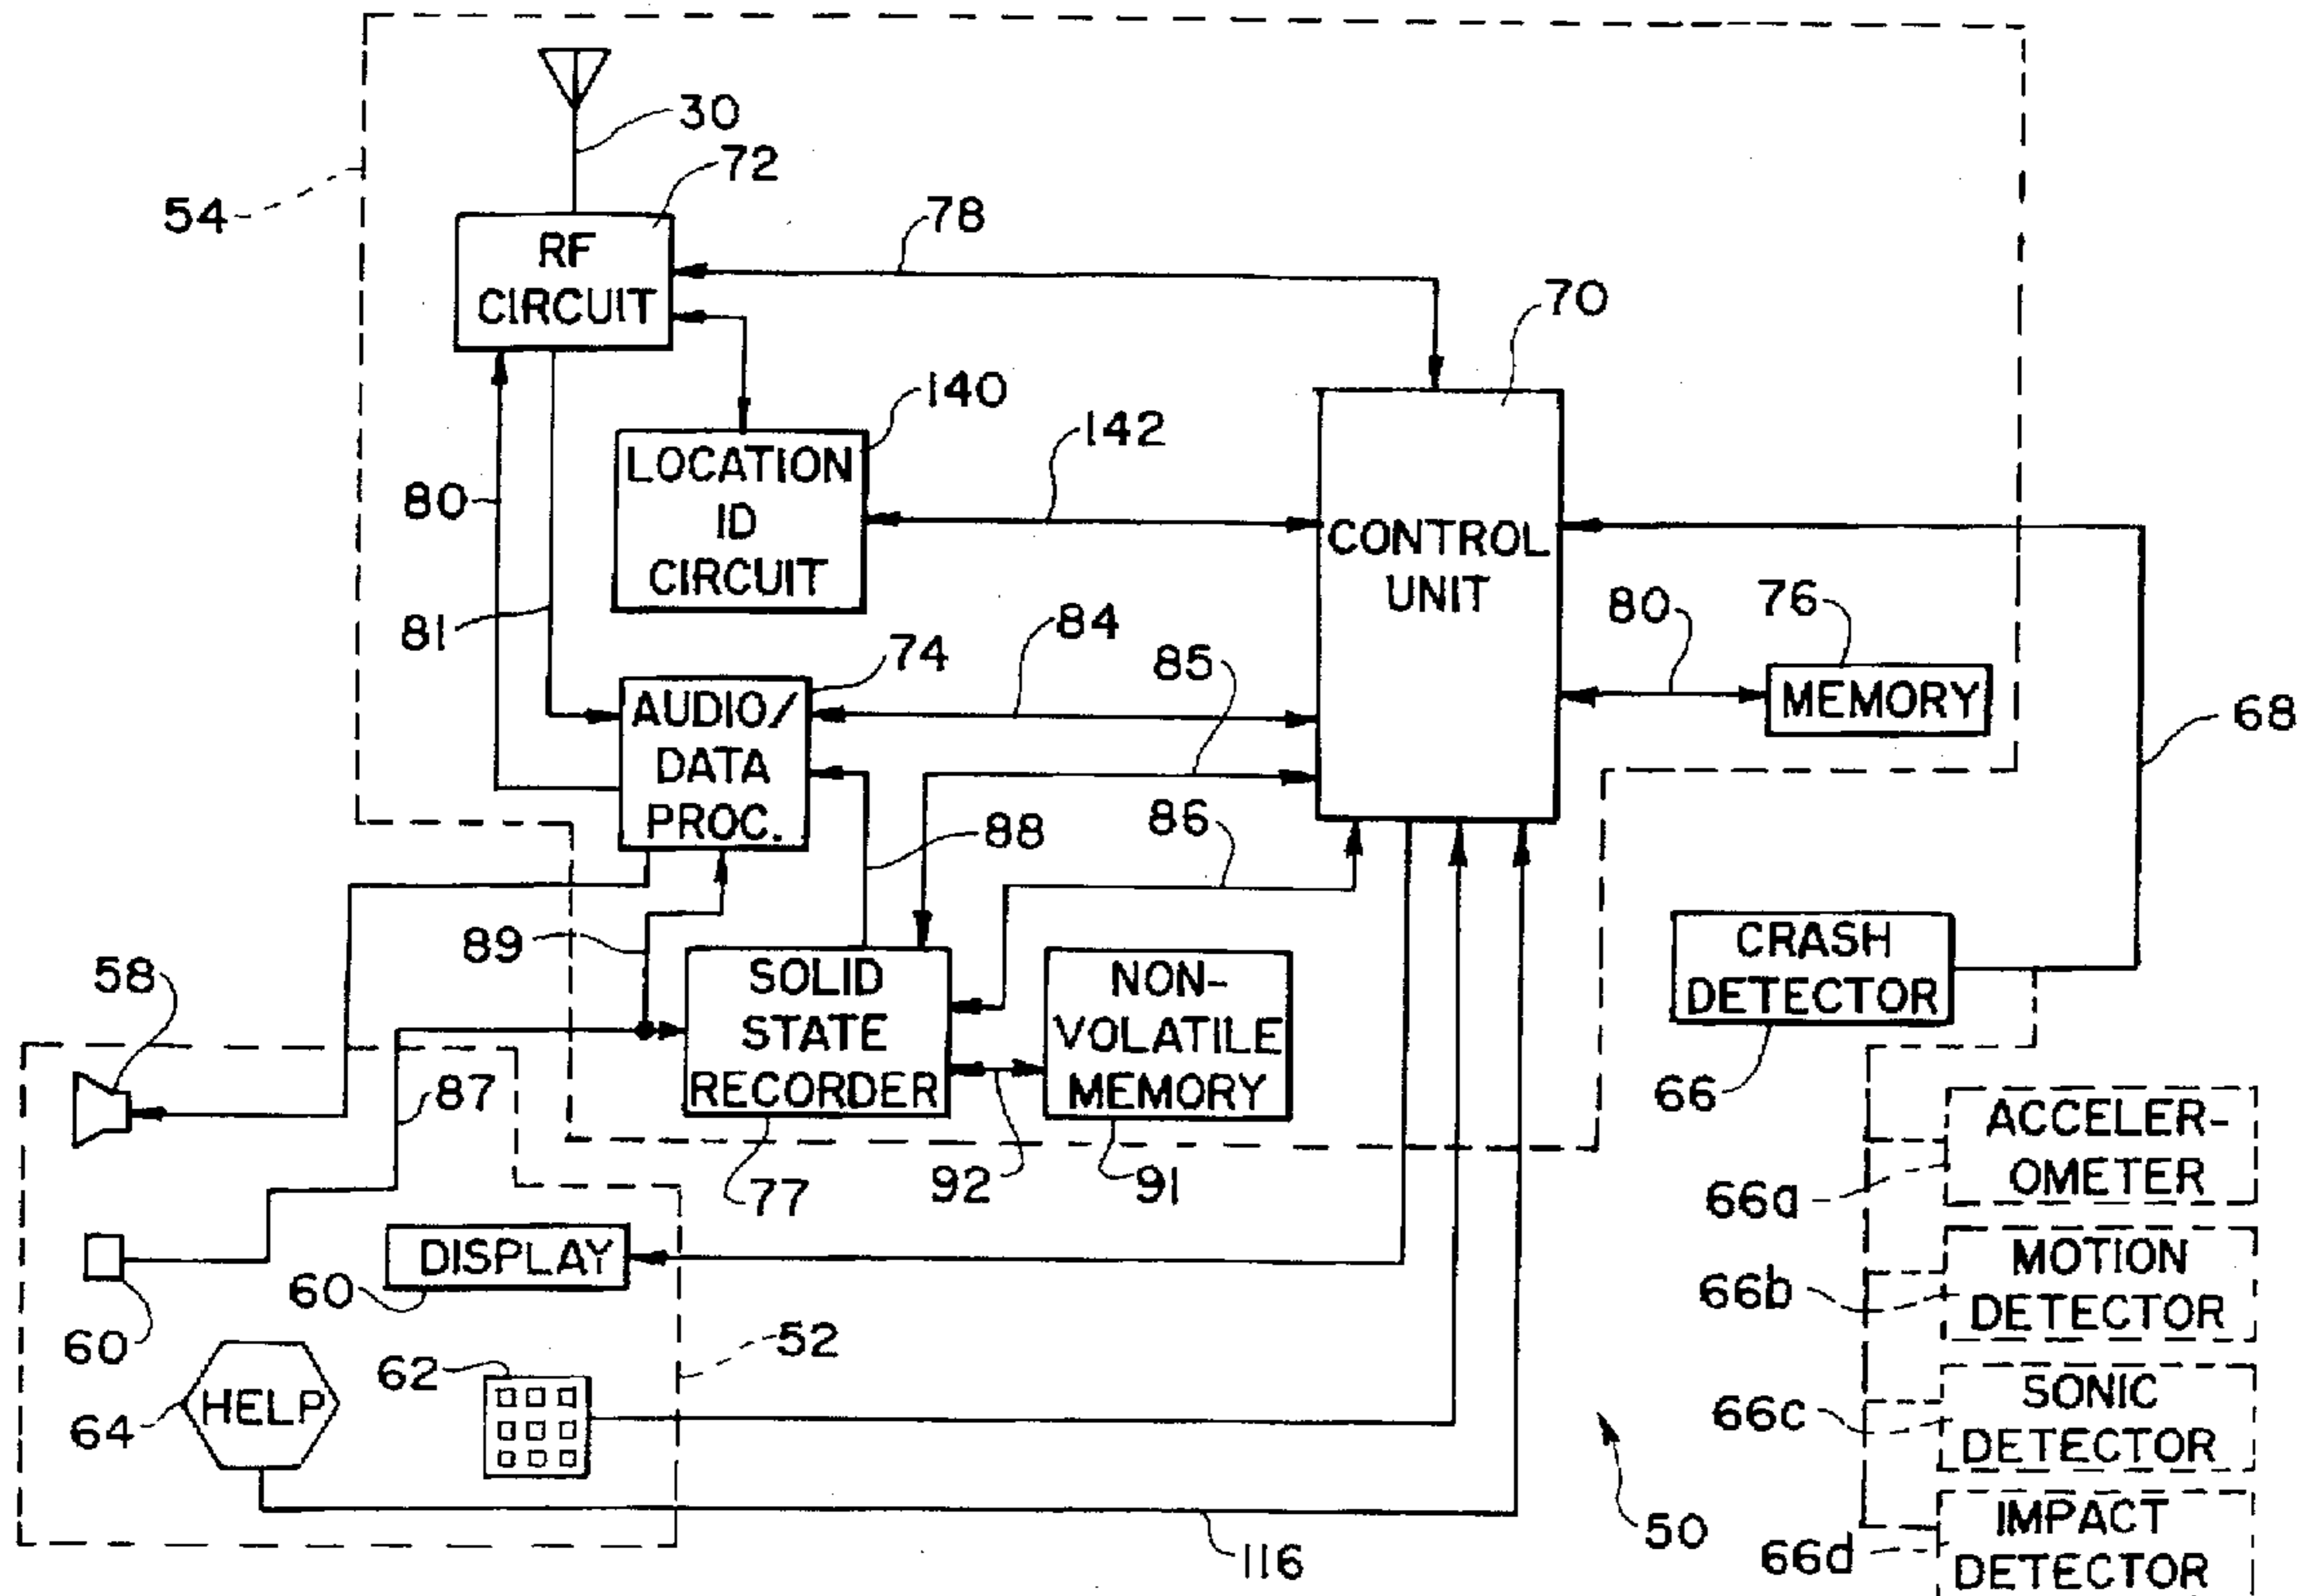 30
72
54
78
RF
CIRCUIT
70
140
142
LOCATION
ID
CIRCUIT
80
CONTROL
UNIT
80
76
81
84
74
85
MEMORY
68
AUDIO/
DATA
PROC.
88
86
89
CRASH
DETECTOR
58
SOLID
STATE
RECORDER
NON-
VOLATILE
MEMORY
87
66
ACCELER-
OMETER
77
92
91
66a
DISPLAY
60
60
MOTION
DETECTOR
66b
52
62
HELP
64
SONIC
DETECTOR
66c
50
116
IMPACT
DETECTOR
66d